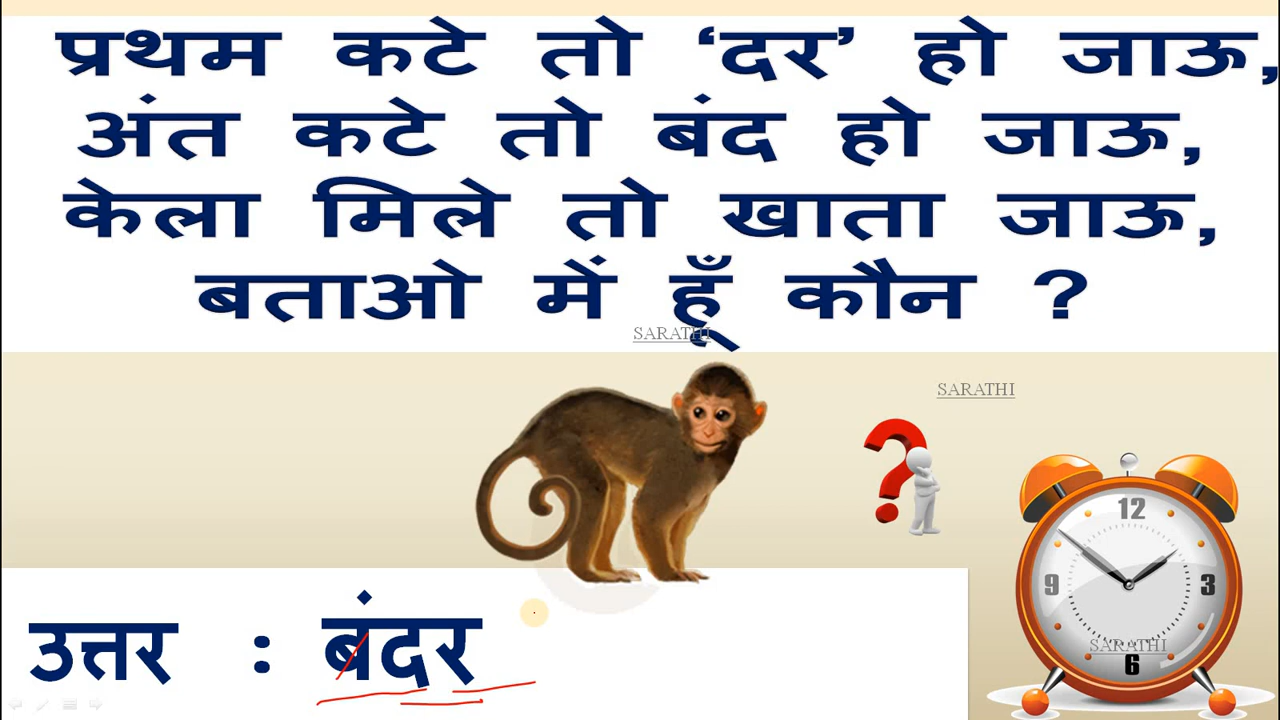 प्रथम कटे तो ‘दर’ हो जाऊ,
अंत कटे तो बंद हो जाऊ,
केला मिले तो खाता जाऊ,
बताओ में हूँ कौन ?
SARATHI
SARATHI
12
9 3
SARATHI
6
उत्तर : बंदर